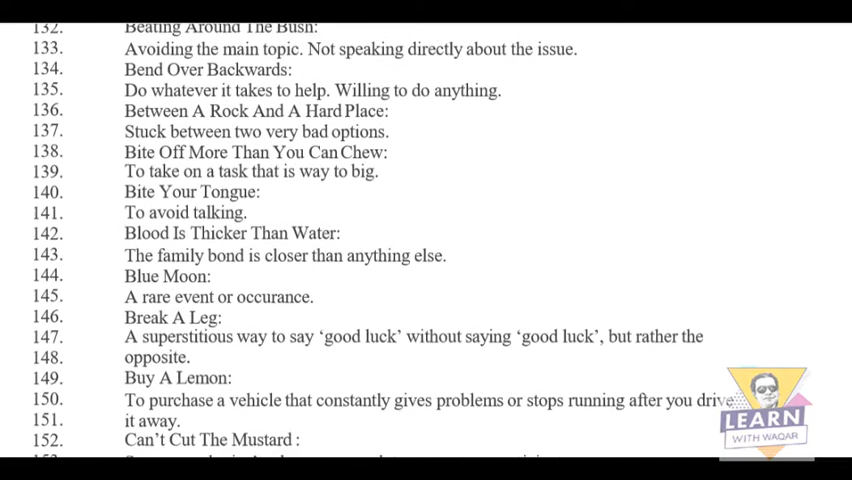 132. Beating Around The Bush:
133. Avoiding the main topic. Not speaking directly about the issue.
134. Bend Over Backwards:
135. Do whatever it takes to help. Willing to do anything.
136. Between A Rock And A Hard Place:
137. Stuck between two very bad options.
138. Bite Off More Than You Can Chew:
139. To take on a task that is way to big.
140. Bite Your Tongue:
141. To avoid talking.
142. Blood Is Thicker Than Water:
143. The family bond is closer than anything else.
144. Blue Moon:
145. A rare event or occurance.
146. Break A Leg:
147. A superstitious way to say ‘good luck’ without saying ‘good luck’, but rather the
148. opposite.
149. Buy A Lemon:
150. To purchase a vehicle that constantly gives problems or stops running after you drive
151. it away.
152. Can’t Cut The Mustard :
LEARN
WITH WAQAR